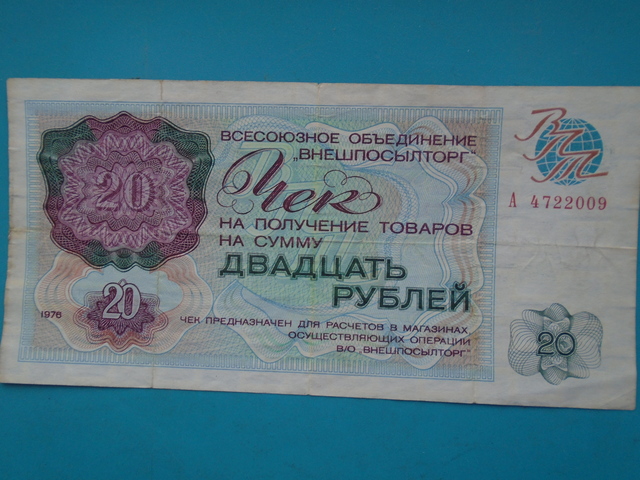 ВСЕСОЮЗНОЕ ОБЪЕДИНЕНИЕ
„ВНЕШПОСЫЛТОРГ“
ВПТ
Чек
А 4722009
20
НА ПОЛУЧЕНИЕ ТОВАРОВ
НА СУММУ
ДВАДЦАТЬ
РУБЛЕЙ
20
1976
ЧЕК ПРЕДНАЗНАЧЕН ДЛЯ РАСЧЕТОВ В МАГАЗИНАХ,
ОСУЩЕСТВЛЯЮЩИХ ОПЕРАЦИИ
В/О „ВНЕШПОСЫЛТОРГ“
20